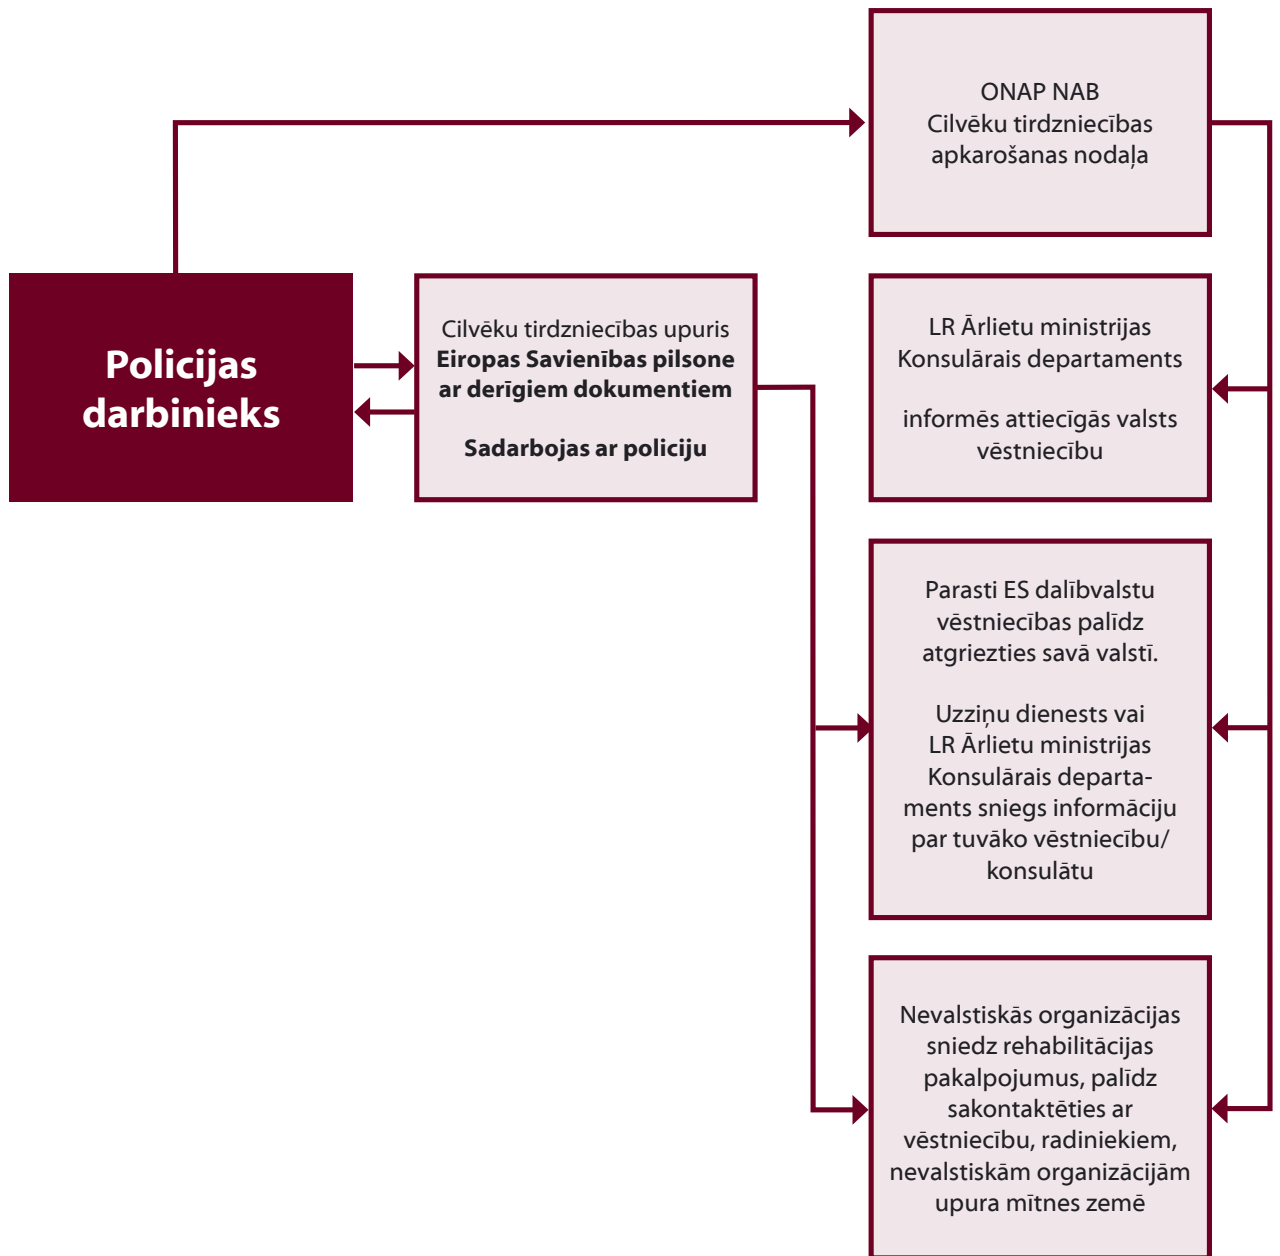 ONAP NAB
Cilvēku tirdzniecības
apkarošanas nodaļa
Policijas
darbinieks
Cilvēku tirdzniecības upuris
Eiropas Savienības pilsone
ar derīgiem dokumentiem
Sadarbojas ar policiju
LR Ārlietu ministrijas
Konsulārais departaments
informēs attiecīgās valsts
vēstniecību
Parasti ES dalībvalstu
vēstniecības palīdz
atgriezties savā valstī.
Uzziņu dienests vai
LR Ārlietu ministrijas
Konsulārais departa-
ments sniegs informāciju
par tuvāko vēstniecību/
konsulātu
Nevalstiskās organizācijas
sniedz rehabilitācijas
pakalpojumus, palīdz
sakontaktēties ar
vēstniecību, radiniekiem,
nevalstiskām organizācijām
upura mītnes zemē